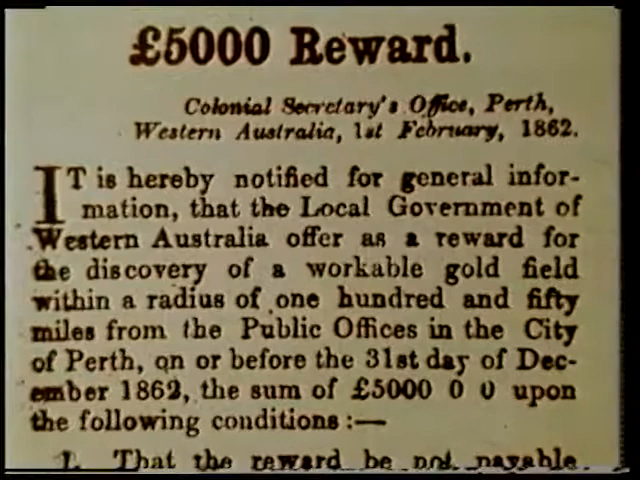 £5000 Reward.
Colonial Secretary's Office, Perth,
Western Australia, 1st February, 1862.
IT is hereby notified for general infor-
mation, that the Local Government of
Western Australia offer as a reward for
the discovery of a workable gold field
within a radius of one hundred and fifty
miles from the Public Offices in the City
of Perth, on or before the 31st day of Dec-
ember 1862, the sum of £5000 0 0 upon
the following conditions :—
1. That the reward be not payable